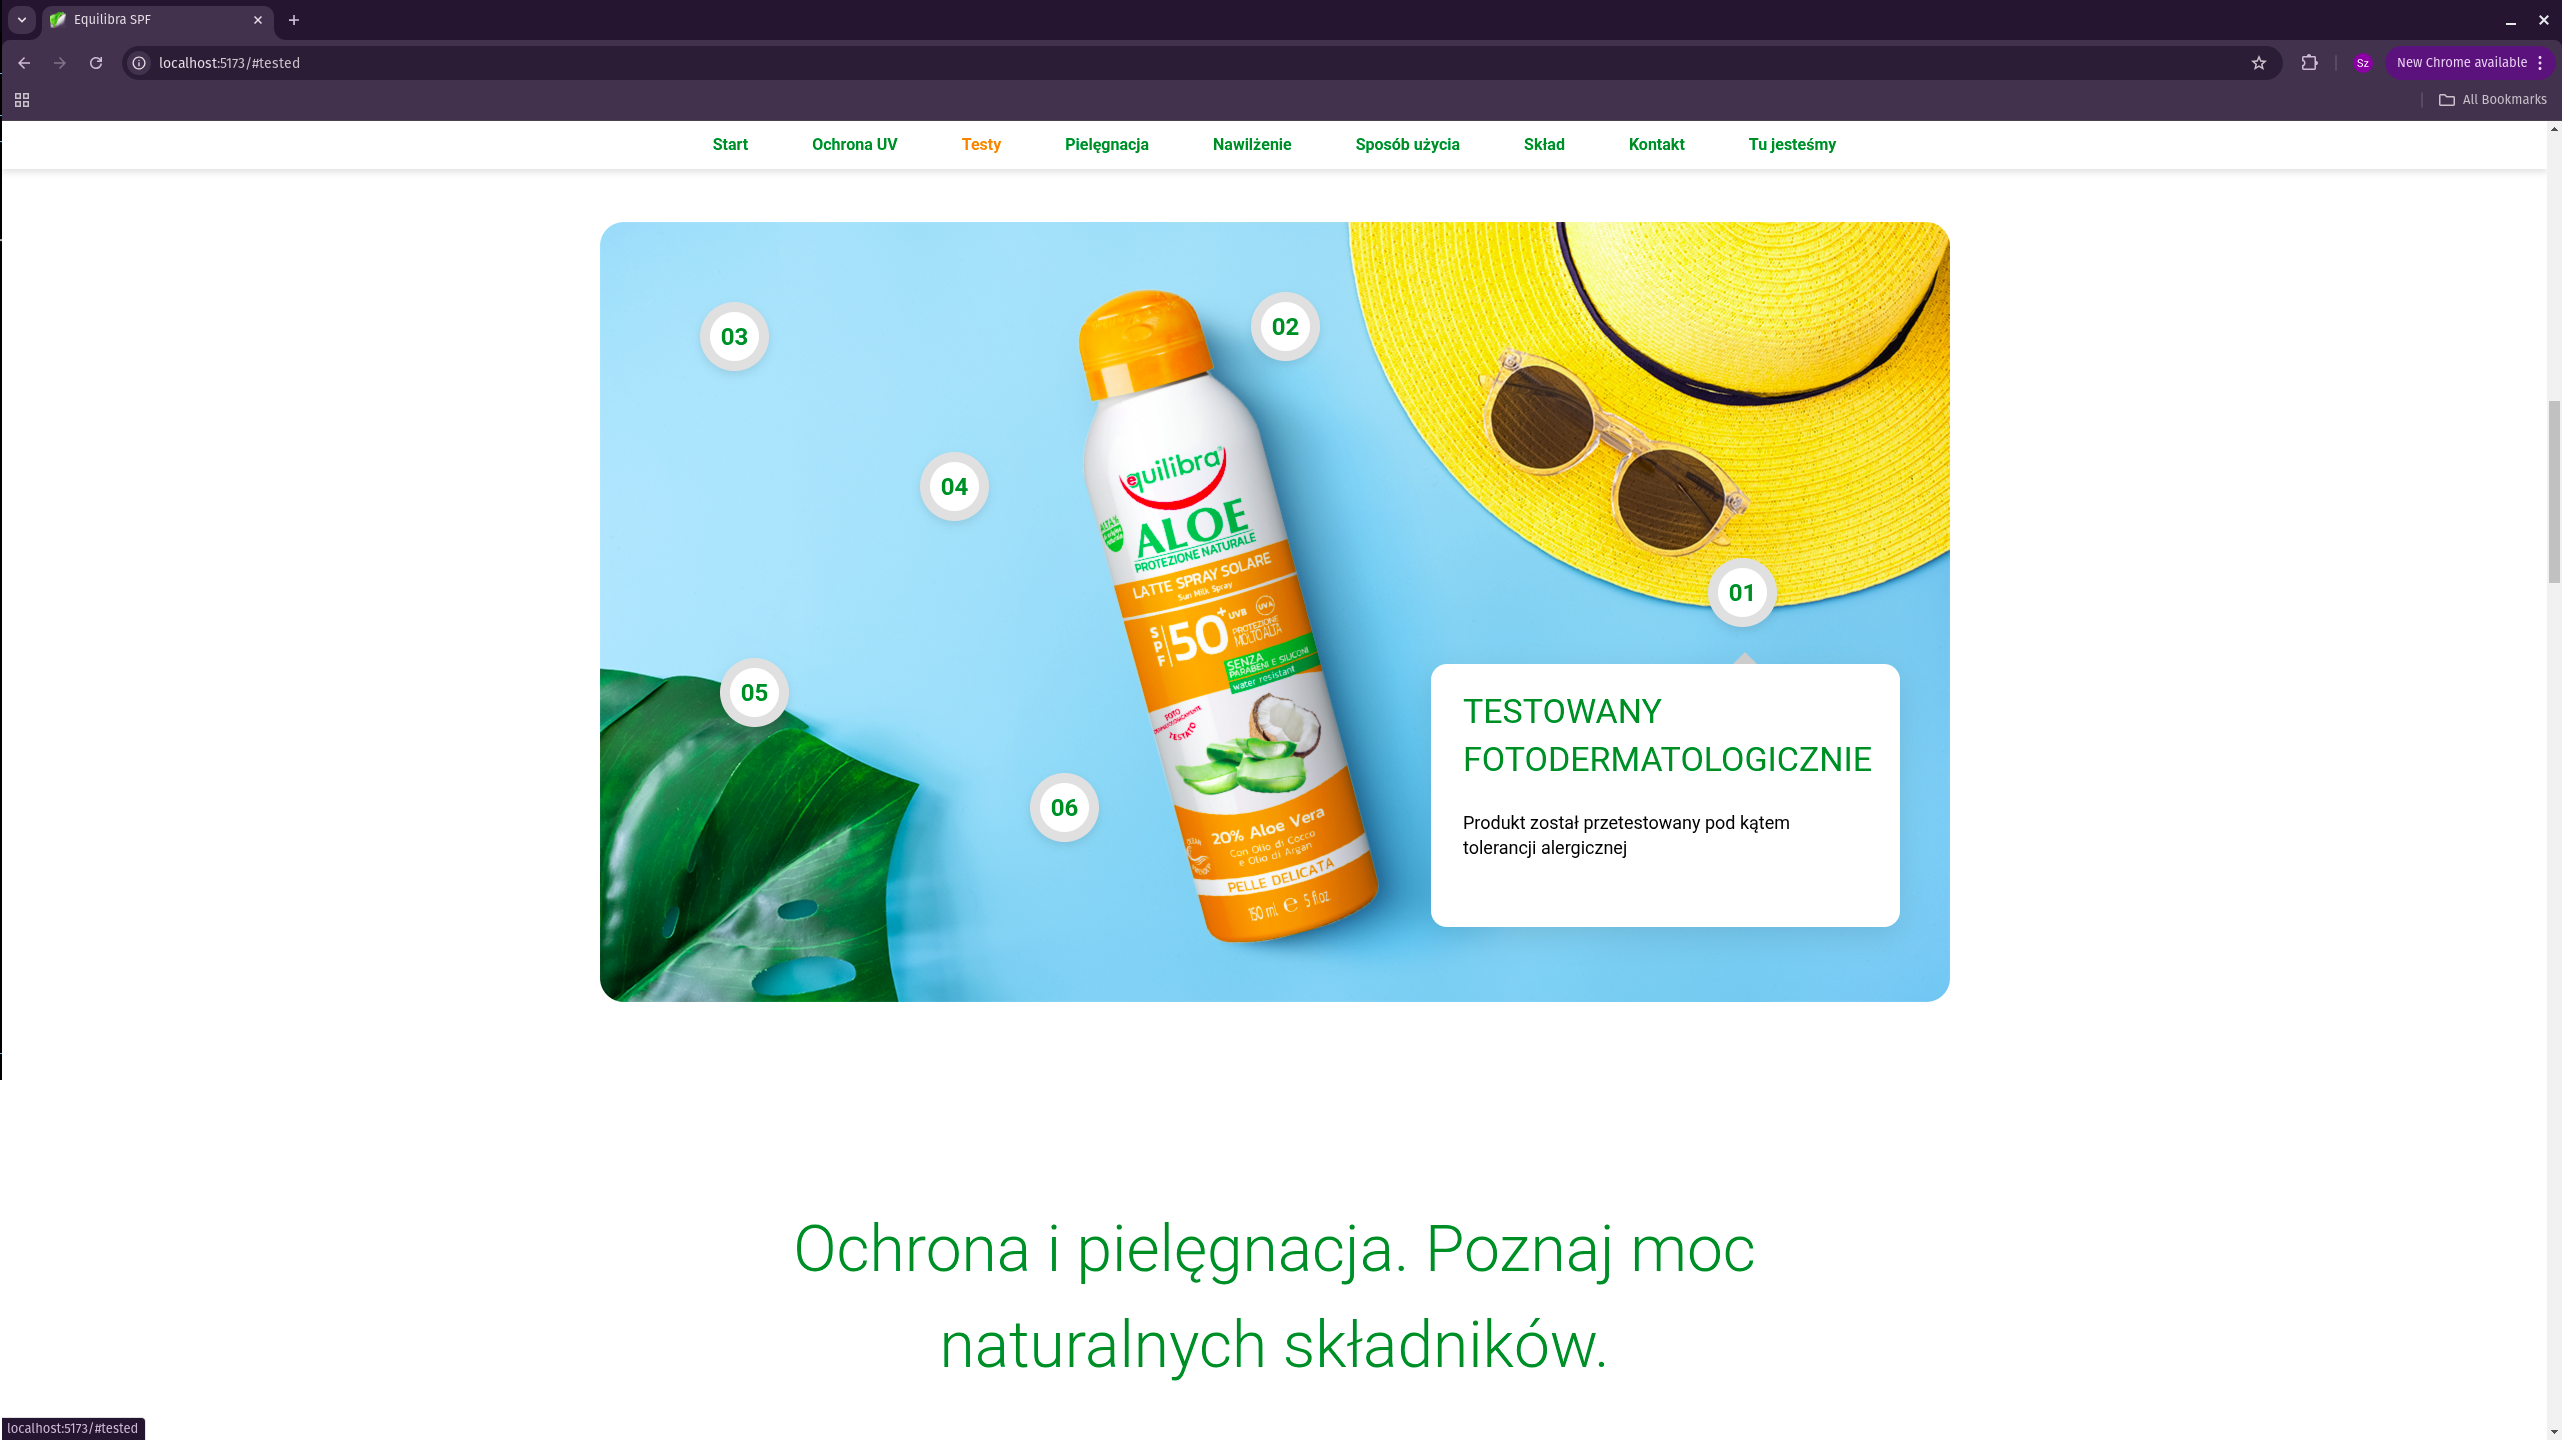 Equilibra SPF
localhost:5173/#tested
Sz
New Chrome available
All Bookmarks
Start
Ochrona UV
Testy
Pielęgnacja
Nawilżenie
Sposób użycia
Skład
Kontakt
Tu jesteśmy
03
02
04
01
05
06
equilibra
ALOE
PROTEZIONE NATURALE
LATTE SPRAY SOLARE
Sun Milk Spray
SPF 50+ UVB UVA
PROTEZIONE
MOLTO ALTA
SENZA
PARABENI E SILICONI
water resistant
FOTO
DERMATOLOGICAMENTE
TESTATO
20% Aloe Vera
Con Olio di Cocco
e Olio di Argan
PELLE DELICATA
150 ml e 5 fl.oz
TESTOWANY
FOTODERMATOLOGICZNIE
Produkt został przetestowany pod kątem
tolerancji alergicznej
Ochrona i pielęgnacja. Poznaj moc
naturalnych składników.
localhost:5173/#tested